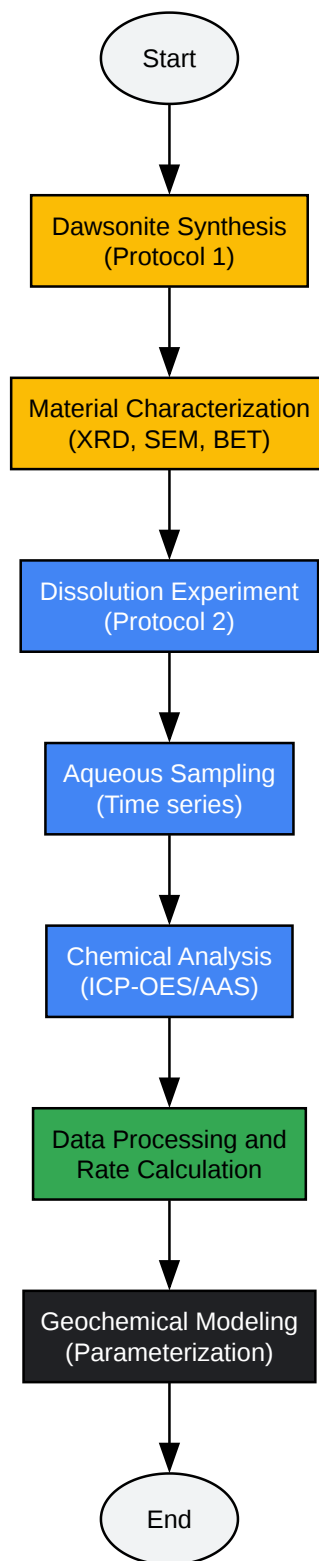 Start
Dawsonite Synthesis
(Protocol 1)
Material Characterization
(XRD, SEM, BET)
Dissolution Experiment
(Protocol 2)
Aqueous Sampling
(Time series)
Chemical Analysis
(ICP-OES/AAS)
Data Processing and
Rate Calculation
Geochemical Modeling
(Parameterization)
End